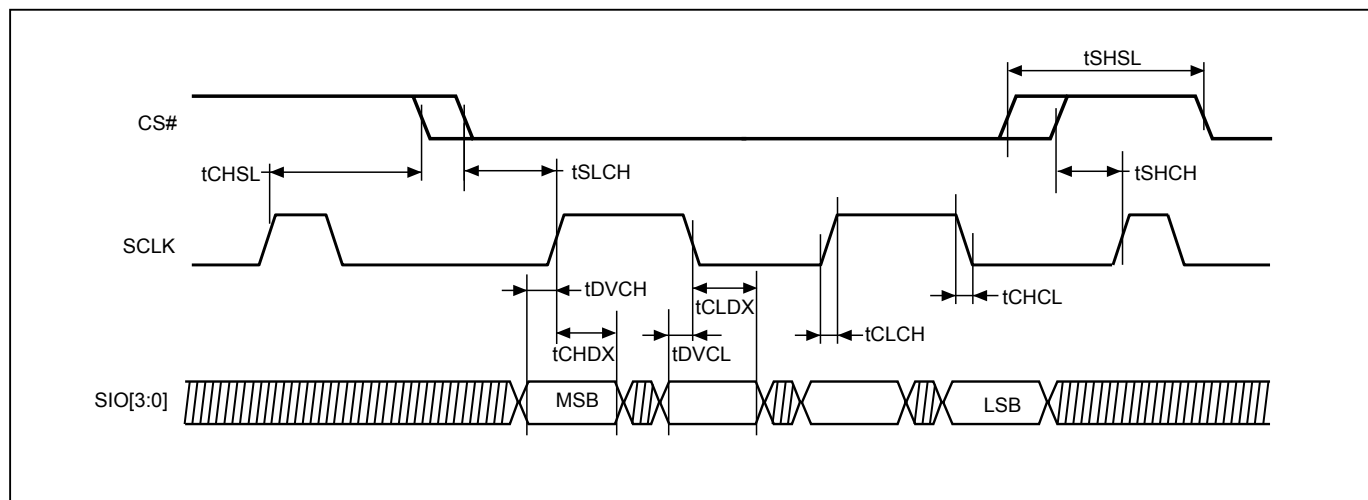 tSHSL
CS#
tCHSL
tSLCH
tSHCH
SCLK
tDVCH
tCLDX
tCHCL
tCHDX
tDVCL
tCLCH
SIO[3:0]
MSB
LSB